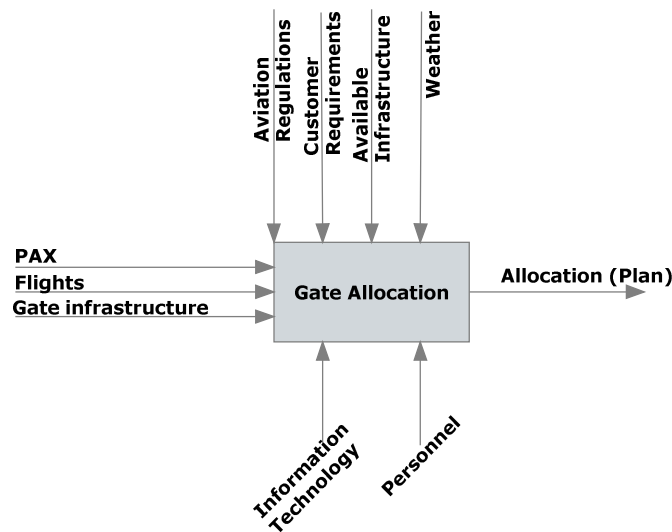 Aviation
Regulations
Customer
Requirements
Available
Infrastructure
Weather
PAX
Flights
Gate infrastructure
Gate Allocation
Allocation (Plan)
Information
Technology
Personnel